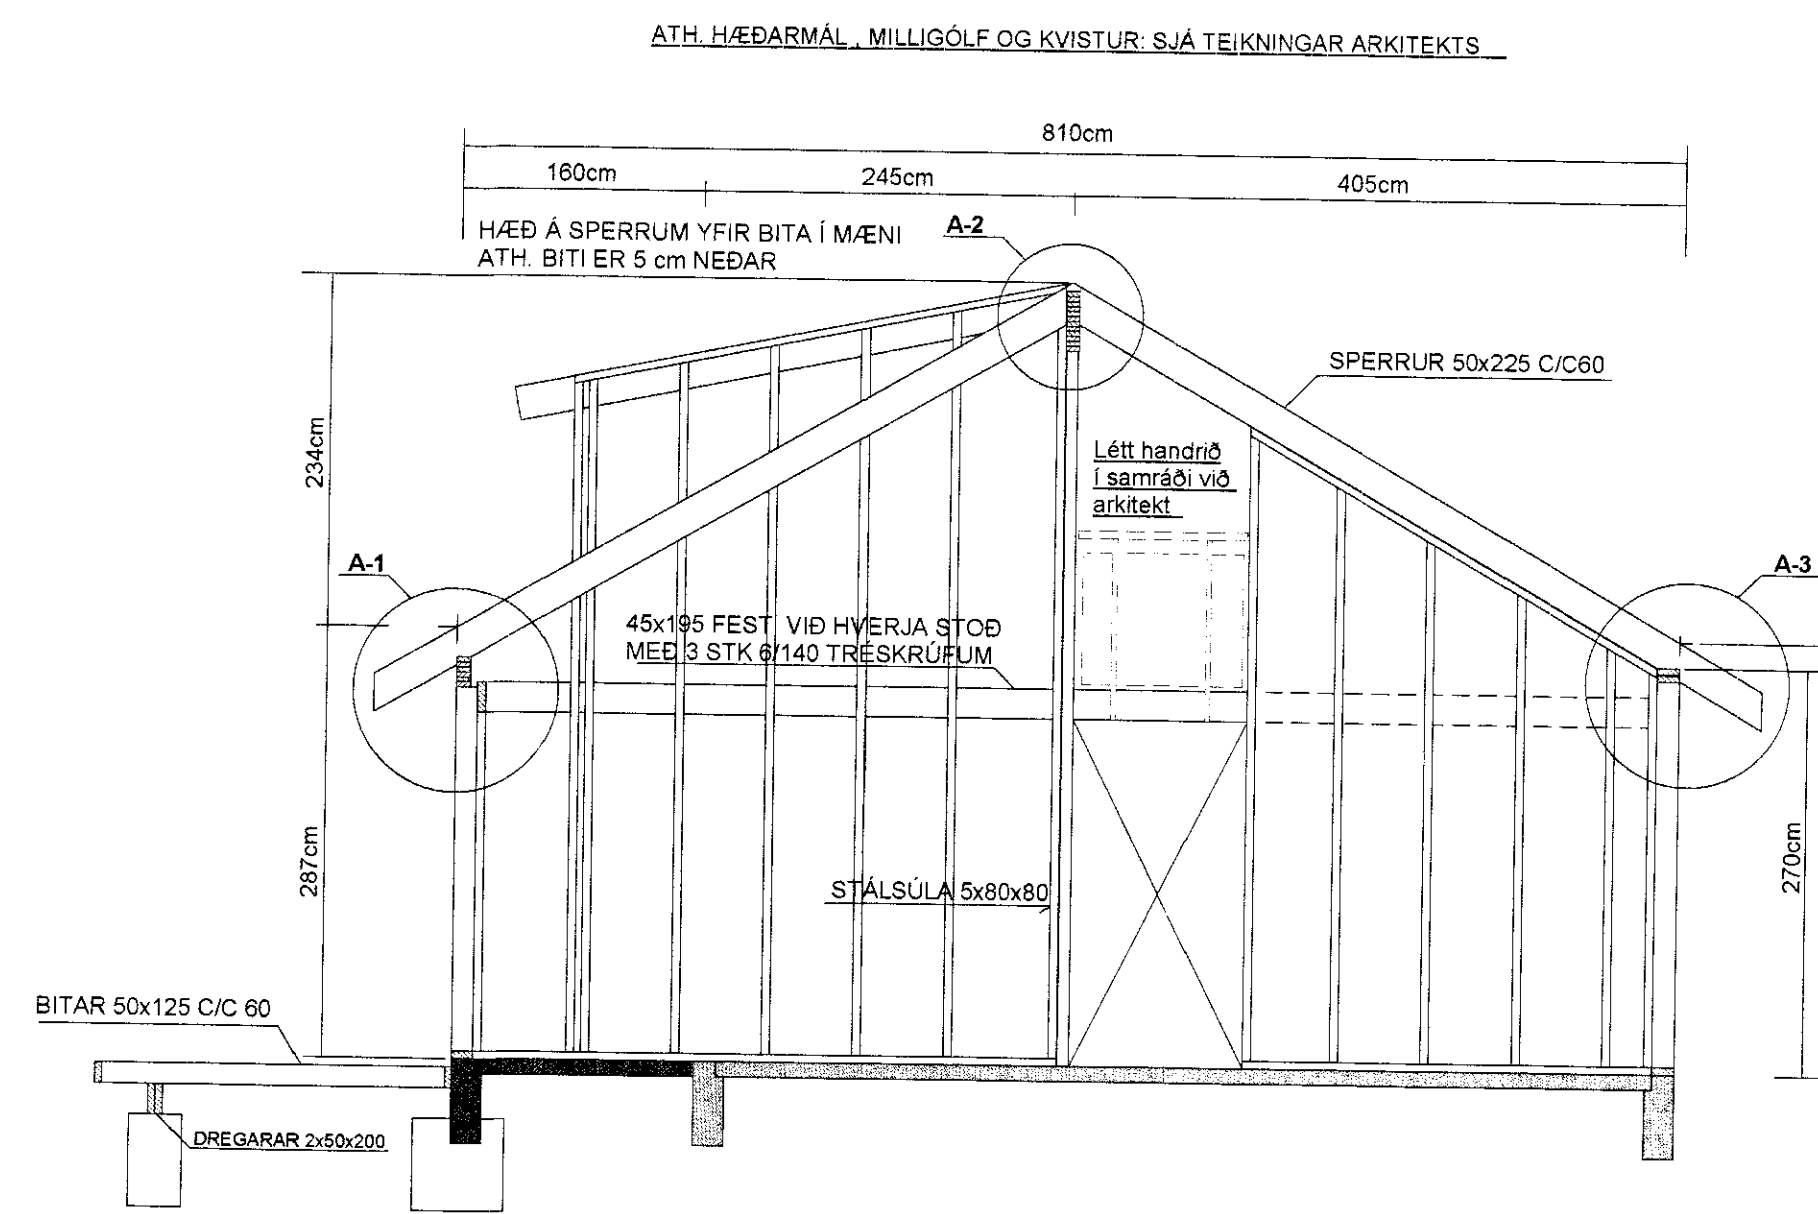 ATH. HÆÐARMÁL , MILLIGÓLF OG KVISTUR: SJÁ TEIKNINGAR ARKITEKTS
810cm
160cm
245cm
405cm
HÆÐ Á SPERRUM YFIR BITA Í MÆNI
ATH. BITI ER 5 cm NEÐAR
A-2
SPERRUR 50x225 C/C60
234cm
Létt handrið
í samráði við
arkitekt
A-1
A-3
45x195 FEST VIÐ HVERJA STOÐ
MEÐ 3 STK 6/140 TRÉSKRÚFUM
287cm
270cm
STÁLSÚLA 5x80x80
BITAR 50x125 C/C 60
DREGARAR 2x50x200